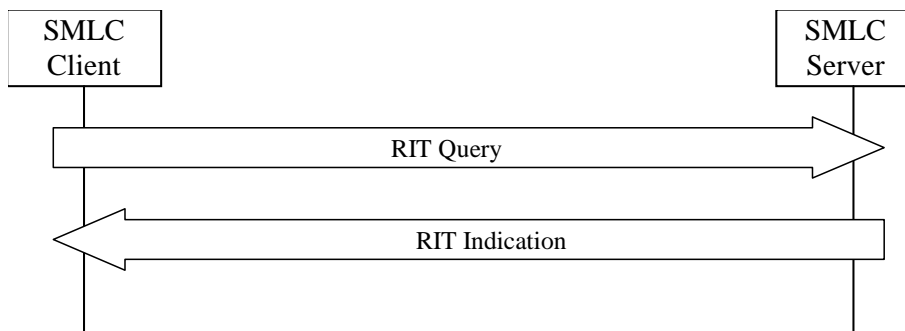 SMLC
Client
SMLC
Server
RIT Query
RIT Indication